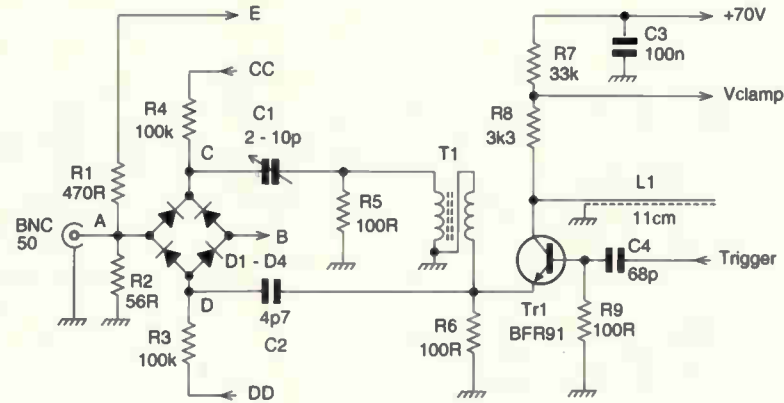 E
+70V
CC
C3
100n
R7
33k
Vclamp
R4
100k
C1
2 - 10p
R8
3k3
C
T1
R1
470R
L1
11cm
R5
100R
BNC
50
A
B
D1 - D4
R2
56R
C4
68p
Trigger
D
4p7
C2
Tr1
BFR91
R9
100R
R6
100R
R3
100k
DD